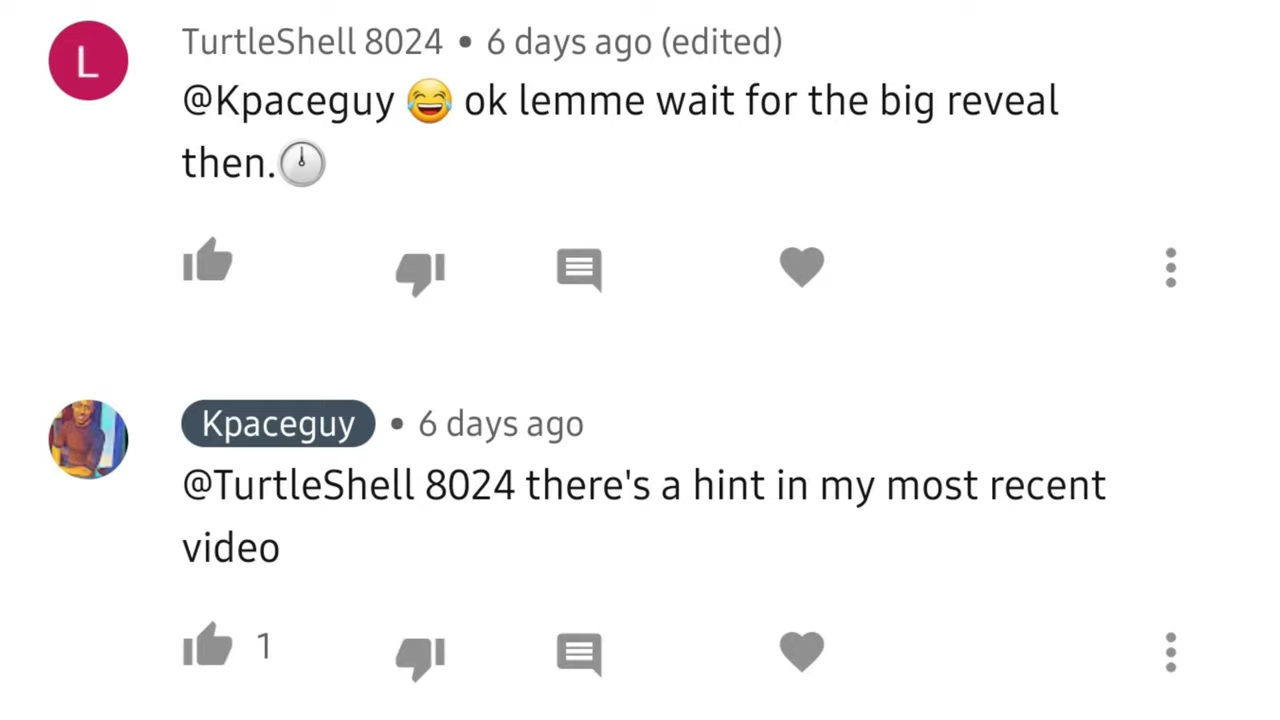 L
TurtleShell 8024 • 6 days ago (edited)
@Kpaceguy 😂 ok lemme wait for the big reveal
then.🕛
Kpaceguy • 6 days ago
@TurtleShell 8024 there's a hint in my most recent
video
1